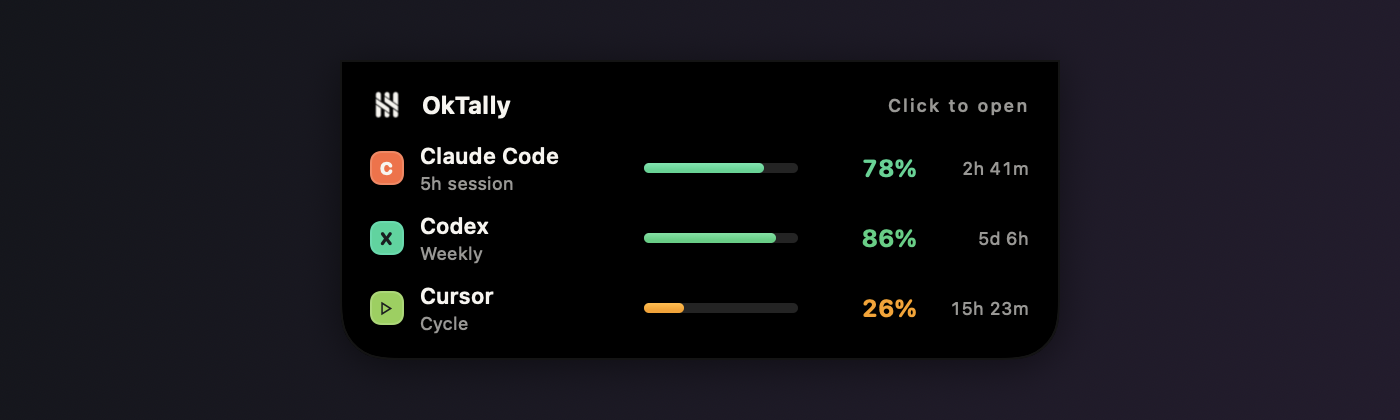 OkTally
Click to open
C
Claude Code
5h session
78%
2h 41m
X
Codex
Weekly
86%
5d 6h
Cursor
Cycle
26%
15h 23m